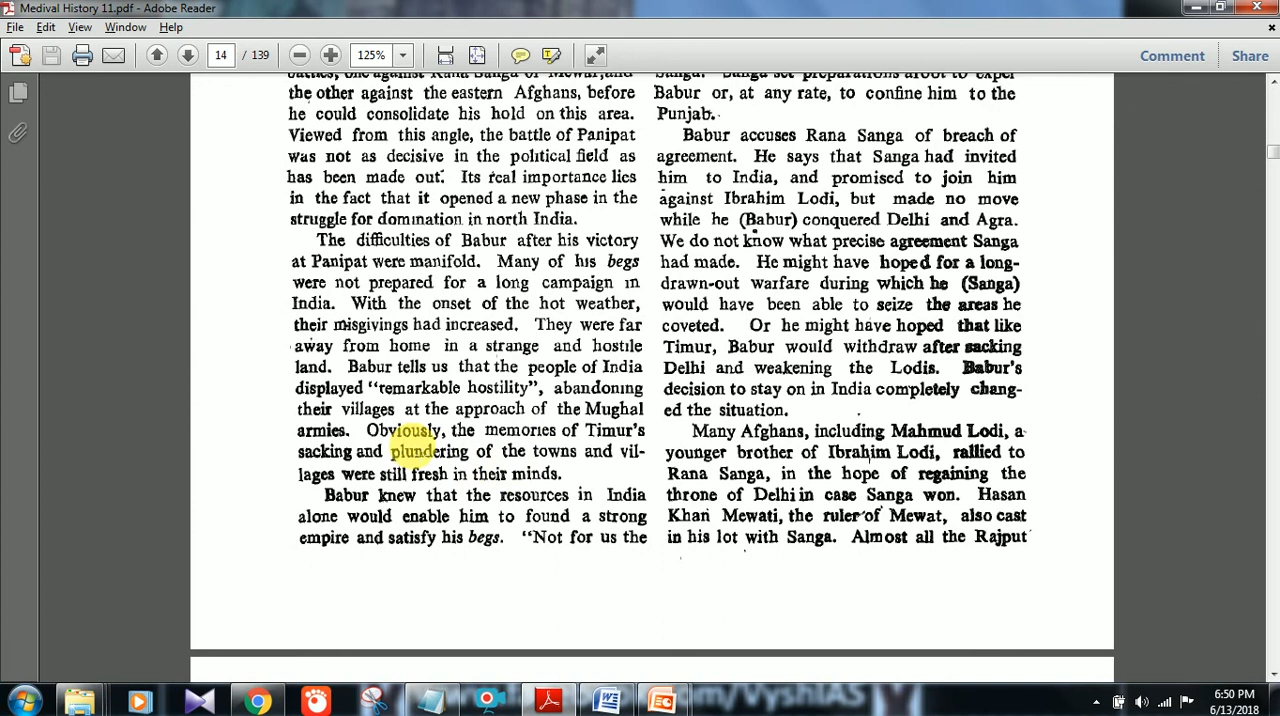 Medival History 11.pdf - Adobe Reader
File Edit View Window Help
14 / 139
125%
Comment Share
battles, one against Rana Sanga of Mewar, and
the other against the eastern Afghans, before
he could consolidate his hold on this area.
Viewed from this angle, the battle of Panipat
was not as decisive in the political field as
has been made out. Its real importance lies
in the fact that it opened a new phase in the
struggle for domination in north India.
The difficulties of Babur after his victory
at Panipat were manifold. Many of his begs
were not prepared for a long campaign in
India. With the onset of the hot weather,
their misgivings had increased. They were far
away from home in a strange and hostile
land. Babur tells us that the people of India
displayed "remarkable hostility", abandoning
their villages at the approach of the Mughal
armies. Obviously, the memories of Timur's
sacking and plundering of the towns and vil-
lages were still fresh in their minds.
Babur knew that the resources in India
alone would enable him to found a strong
empire and satisfy his begs. "Not for us the
Sanga. Sanga set preparations afoot to expel
Babur or, at any rate, to confine him to the
Punjab.
Babur accuses Rana Sanga of breach of
agreement. He says that Sanga had invited
him to India, and promised to join him
against Ibrahim Lodi, but made no move
while he (Babur) conquered Delhi and Agra.
We do not know what precise agreement Sanga
had made. He might have hoped for a long-
drawn-out warfare during which he (Sanga)
would have been able to seize the areas he
coveted. Or he might have hoped that like
Timur, Babur would withdraw after sacking
Delhi and weakening the Lodis. Babur's
decision to stay on in India completely chang-
ed the situation.
Many Afghans, including Mahmud Lodi, a
younger brother of Ibrahim Lodi, rallied to
Rana Sanga, in the hope of regaining the
throne of Delhi in case Sanga won. Hasan
Khan Mewati, the ruler of Mewat, also cast
in his lot with Sanga. Almost all the Rajput
6:50 PM
6/13/2018